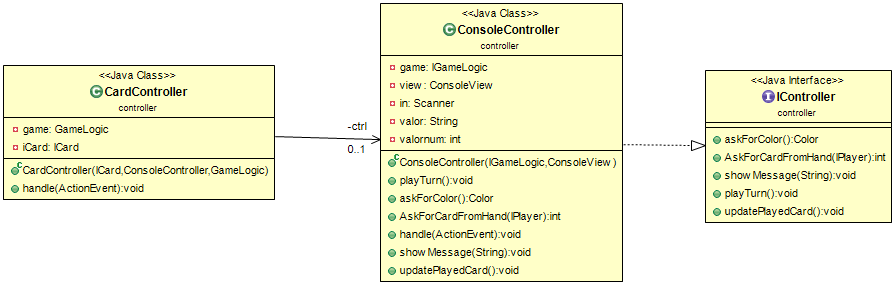 <<Java Class>>
CardController
controller
game: GameLogic
iCard: ICard
CardController(ICard,ConsoleController,GameLogic)
handle(ActionEvent):void
-ctrl
0..1
<<Java Class>>
ConsoleController
controller
game: IGameLogic
view : ConsoleView
in: Scanner
valor: String
valornum: int
ConsoleController(IGameLogic,ConsoleView )
playTurn():void
askForColor():Color
AskForCardFromHand(IPlayer):int
handle(ActionEvent):void
show Message(String):void
updatePlayedCard():void
<<Java Interface>>
IController
controller
askForColor():Color
AskForCardFromHand(IPlayer):int
show Message(String):void
playTurn():void
updatePlayedCard():void